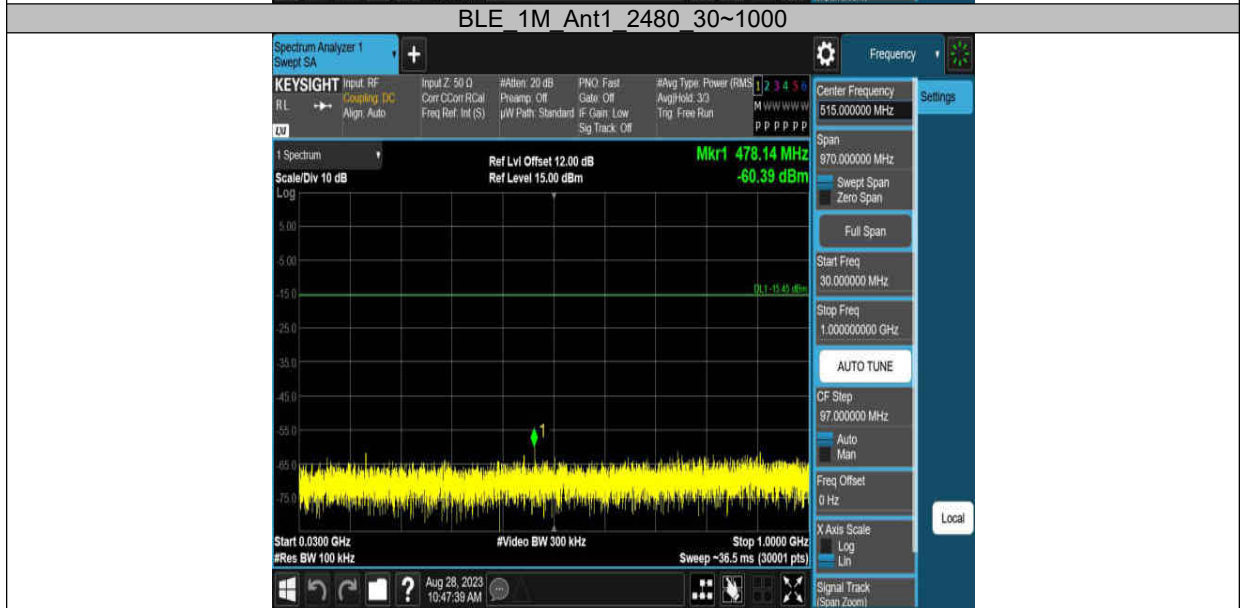 BLE_1M_Ant1_2480_30~1000
Spectrum Analyzer 1
Swept SA
+
Frequency
KEYSIGHT
RL
LXI
Input: RF
Coupling: DC
Align: Auto
Input Z: 50 Ω
Corr CCorr RCal
Freq Ref: Int (S)
#Atten: 20 dB
Preamp: Off
µW Path: Standard
PNO: Fast
Gate: Off
IF Gain: Low
Sig Track: Off
#Avg Type: Power (RMS
Avg|Hold: 3/3
Trig: Free Run
1 2 3 4 5 6
M W W W W W
P P P P P P
1 Spectrum
Scale/Div 10 dB
Log
Ref Lvl Offset 12.00 dB
Ref Level 15.00 dBm
Mkr1 478.14 MHz
-60.39 dBm
5.00
-5.00
-15.0
DL1 -15.45 dBm
-25.0
-35.0
-45.0
-55.0
1
-65.0
-75.0
Start 0.0300 GHz
#Res BW 100 kHz
#Video BW 300 kHz
Stop 1.0000 GHz
Sweep ~36.5 ms (30001 pts)
?
Aug 28, 2023
10:47:39 AM
Center Frequency
515.000000 MHz
Span
970.000000 MHz
Swept Span
Zero Span
Full Span
Start Freq
30.000000 MHz
Stop Freq
1.000000000 GHz
AUTO TUNE
CF Step
97.000000 MHz
Auto
Man
Freq Offset
0 Hz
X Axis Scale
Log
Lin
Signal Track
(Span Zoom)
Settings
Local